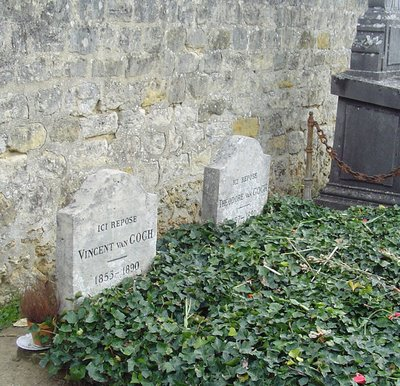 ICI REPOSE
VINCENT VAN GOGH
1853-1890
ICI REPOSE
THEODORE VAN GOGH